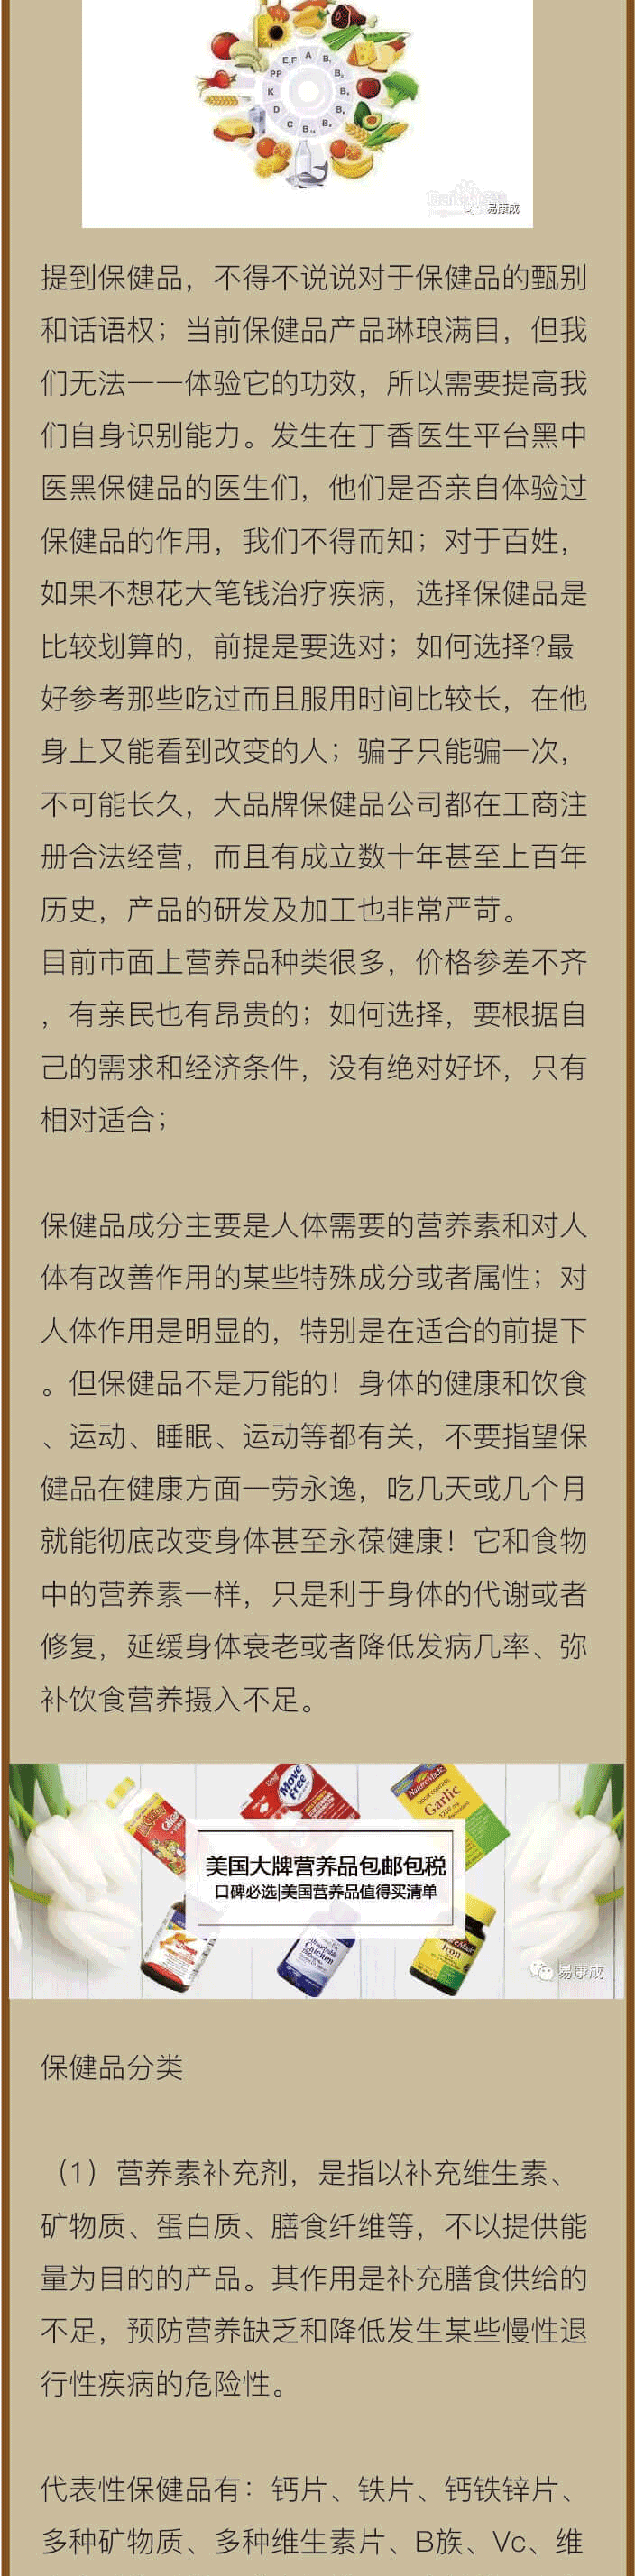 E,F A B₁
PP B₂
K B₃
D B₅
C B₁₂ B₆
Bai
易康成
提到保健品，不得不说说对于保健品的甄别
和话语权；当前保健品产品琳琅满目，但我
们无法一一体验它的功效，所以需要提高我
们自身识别能力。发生在丁香医生平台黑中
医黑保健品的医生们，他们是否亲自体验过
保健品的作用，我们不得而知；对于百姓，
如果不想花大笔钱治疗疾病，选择保健品是
比较划算的，前提是要选对；如何选择?最
好参考那些吃过而且服用时间比较长，在他
身上又能看到改变的人；骗子只能骗一次，
不可能长久，大品牌保健品公司都在工商注
册合法经营，而且有成立数十年甚至上百年
历史，产品的研发及加工也非常严苛。
目前市面上营养品种类很多，价格参差不齐
，有亲民也有昂贵的；如何选择，要根据自
己的需求和经济条件，没有绝对好坏，只有
相对适合；
保健品成分主要是人体需要的营养素和对人
体有改善作用的某些特殊成分或者属性；对
人体作用是明显的，特别是在适合的前提下
。但保健品不是万能的！身体的健康和饮食
、运动、睡眠、运动等都有关，不要指望保
健品在健康方面一劳永逸，吃几天或几个月
就能彻底改变身体甚至永葆健康！它和食物
中的营养素一样，只是利于身体的代谢或者
修复，延缓身体衰老或者降低发病几率、弥
补饮食营养摄入不足。
Move Free
Nature Made
Garlic
美国大牌营养品包邮包税
口碑必选|美国营养品值得买清单
Calcium
Iron
易康成
保健品分类
（1）营养素补充剂，是指以补充维生素、
矿物质、蛋白质、膳食纤维等，不以提供能
量为目的的产品。其作用是补充膳食供给的
不足，预防营养缺乏和降低发生某些慢性退
行性疾病的危险性。
代表性保健品有：钙片、铁片、钙铁锌片、
多种矿物质、多种维生素片、B族、Vc、维